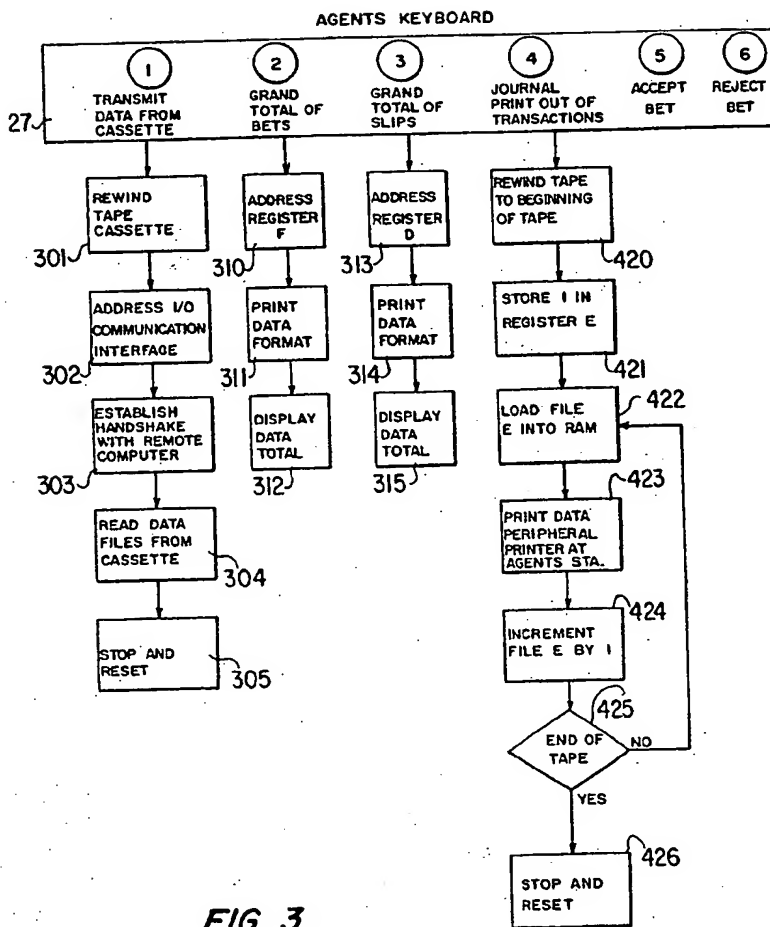 AGENTS KEYBOARD
1
TRANSMIT
DATA FROM
CASSETTE
2
GRAND
TOTAL OF
BETS
3
GRAND
TOTAL OF
SLIPS
4
JOURNAL
PRINT OUT OF
TRANSACTIONS
5
ACCEPT
BET
6
REJECT
BET
27
REWIND
TAPE
CASSETTE
301
ADDRESS I/O
COMMUNICATION
INTERFACE
302
ESTABLISH
HANDSHAKE
WITH REMOTE
COMPUTER
303
READ DATA
FILES FROM
CASSETTE
304
STOP AND
RESET
305
ADDRESS
REGISTER
F
310
PRINT
DATA
FORMAT
311
DISPLAY
DATA
TOTAL
312
ADDRESS
REGISTER
D
313
PRINT
DATA
FORMAT
314
DISPLAY
DATA
TOTAL
315
REWIND TAPE
TO BEGINNING
OF TAPE
420
STORE I IN
REGISTER E
421
LOAD FILE
E INTO RAM
422
PRINT DATA
PERIPHERAL
PRINTER AT
AGENTS STA.
423
INCREMENT
FILE E BY I
424
END OF
TAPE
425
NO
YES
STOP AND
RESET
426
FIG 3